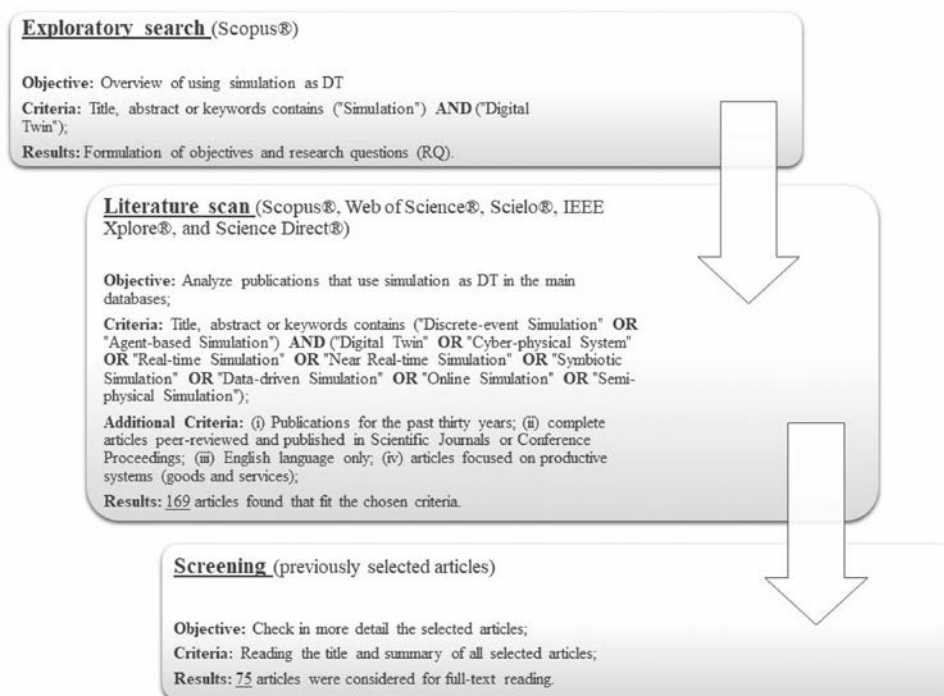 Exploratory search (Scopus®)
Objective: Overview of using simulation as DT
Criteria: Title, abstract or keywords contains ("Simulation") AND ("Digital
Twin");
Results: Formulation of objectives and research questions (RQ).
Literature scan (Scopus®, Web of Science®, Scielo®, IEEE
Xplore®, and Science Direct®)
Objective: Analyze publications that use simulation as DT in the main
databases;
Criteria: Title, abstract or keywords contains ("Discrete-event Simulation" OR
"Agent-based Simulation") AND ("Digital Twin" OR "Cyber-physical System"
OR "Real-time Simulation" OR "Near Real-time Simulation" OR "Symbiotic
Simulation" OR "Data-driven Simulation" OR "Online Simulation" OR "Semi-
physical Simulation");
Additional Criteria: (i) Publications for the past thirty years; (ii) complete
articles peer-reviewed and published in Scientific Journals or Conference
Proceedings; (iii) English language only; (iv) articles focused on productive
systems (goods and services);
Results: 169 articles found that fit the chosen criteria.
Screening (previously selected articles)
Objective: Check in more detail the selected articles;
Criteria: Reading the title and summary of all selected articles;
Results: 75 articles were considered for full-text reading.